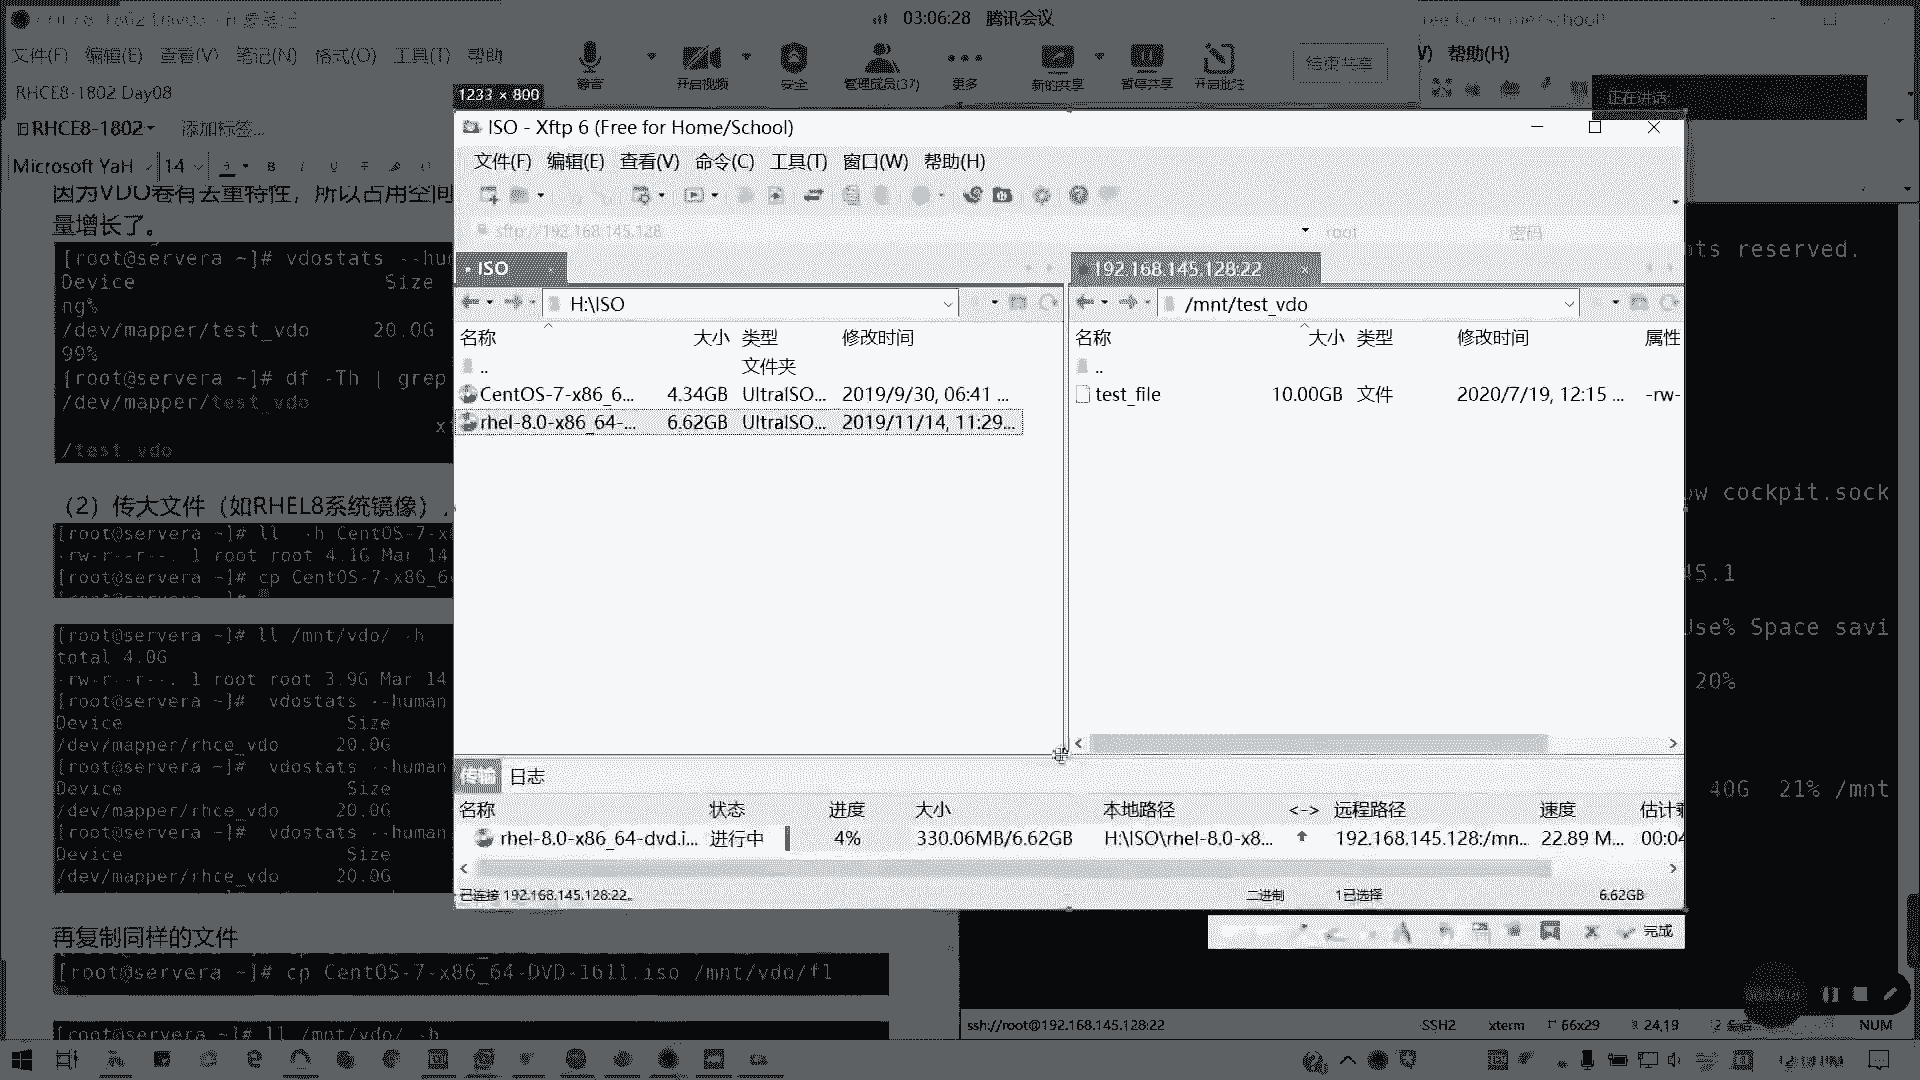 03:06:28 腾讯会议
文件(F) 编辑(E) 查看(V) 笔记(N) 格式(O) 工具(T) 帮助
帮助(H)
静音 开启视频 安全 管理成员(37) 更多 新的共享 暂停共享 开启批注 结束共享
RHCE8-1802 Day08
1233 × 800
正在讲话:
RHCE8-1802 添加标签...
Microsoft YaH 14
因为VDO卷有去重特性，所以占用空间
量增长了。
[root@servera ~]# vdostats --hu
Device Size
ng%
/dev/mapper/test_vdo 20.0G
99%
[root@servera ~]# df -Th | grep
/dev/mapper/test_vdo
x
/test_vdo
（2）传大文件（如RHEL8系统镜像）
[root@servera ~]# ll -h CentOS-7-x8
-rw-r--r--. 1 root root 4.1G Mar 14
[root@servera ~]# cp CentOS-7-x86_6
[root@servera ~]# ll /mnt/vdo/ -h
total 4.0G
-rw-r--r--. 1 root root 3.9G Mar 14
[root@servera ~]# vdostats --human
Device Size
/dev/mapper/rhce_vdo 20.0G
[root@servera ~]# vdostats --human
Device Size
/dev/mapper/rhce_vdo 20.0G
[root@servera ~]# vdostats --human
Device Size
/dev/mapper/rhce_vdo 20.0G
再复制同样的文件
[root@servera ~]# cp CentOS-7-x86_64-DVD-1611.iso /mnt/vdo/fl
[root@servera ~]# ll /mnt/vdo/ -h
ISO - Xftp 6 (Free for Home/School)
文件(F) 编辑(E) 查看(V) 命令(C) 工具(T) 窗口(W) 帮助(H)
sftp://192.168.145.128 root 密码
ISO
192.168.145.128:22
H:\ISO
/mnt/test_vdo
名称 大小 类型 修改时间
.. 文件夹
CentOS-7-x86_6... 4.34GB UltraISO... 2019/9/30, 06:41 ...
rhel-8.0-x86_64-... 6.62GB UltraISO... 2019/11/14, 11:29...
名称 大小 类型 修改时间 属性
..
test_file 10.00GB 文件 2020/7/19, 12:15 ... -rw-
传输 日志
名称 状态 进度 大小 本地路径 <-> 远程路径 速度
rhel-8.0-x86_64-dvd.i... 进行中 4% 330.06MB/6.62GB H:\ISO\rhel-8.0-x8... 192.168.145.128:/mn... 22.89 M... 00:04
已连接 192.168.145.128:22。 二进制 1已选择 6.62GB
完成
ts reserved.
ow cockpit.sock
45.1
Use% Space savi
20%
40G 21% /mnt
ssh://root@192.168.145.128:22 SSH2 xterm 66x29 24,19 NUM